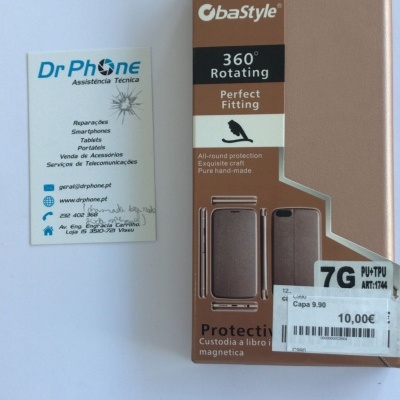 Dr Phone
Assistência Técnica
Reparações
Smartphones
Tablets
Portáteis
Venda de Acessórios
Serviços de Telecomunicações
geral@drphone.pt
www.drphone.pt
232 402 368
Av. Eng. Engrácia Carrilho,
Loja 15 3510-721 Viseu
ObaStyle®
360°
Rotating
Perfect
Fitting
All-round protection
Exquisite craft
Pure hand-made
7G
PU+TPU
ART:1744
Capa 9.90
10,00€
Protectiv
Custodia a libro
magnetica